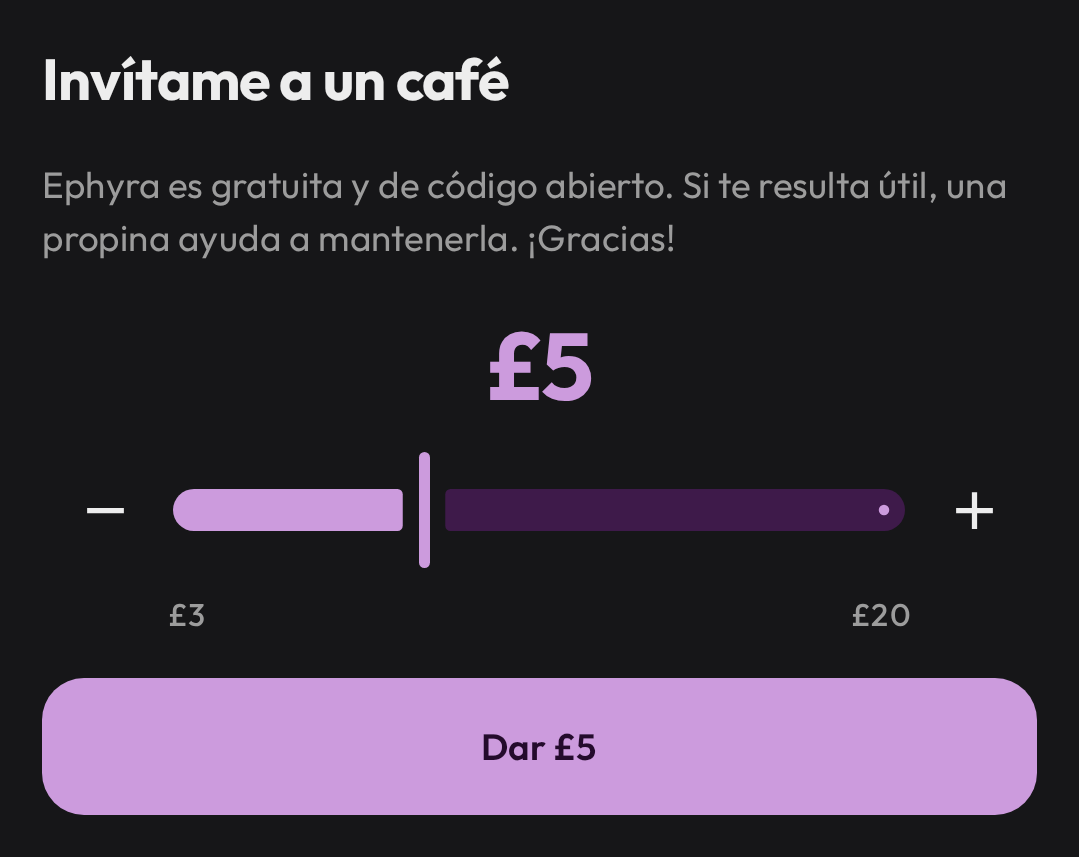 Invítame a un café
Ephyra es gratuita y de código abierto. Si te resulta útil, una
propina ayuda a mantenerla. ¡Gracias!
£5
£3
£20
Dar £5